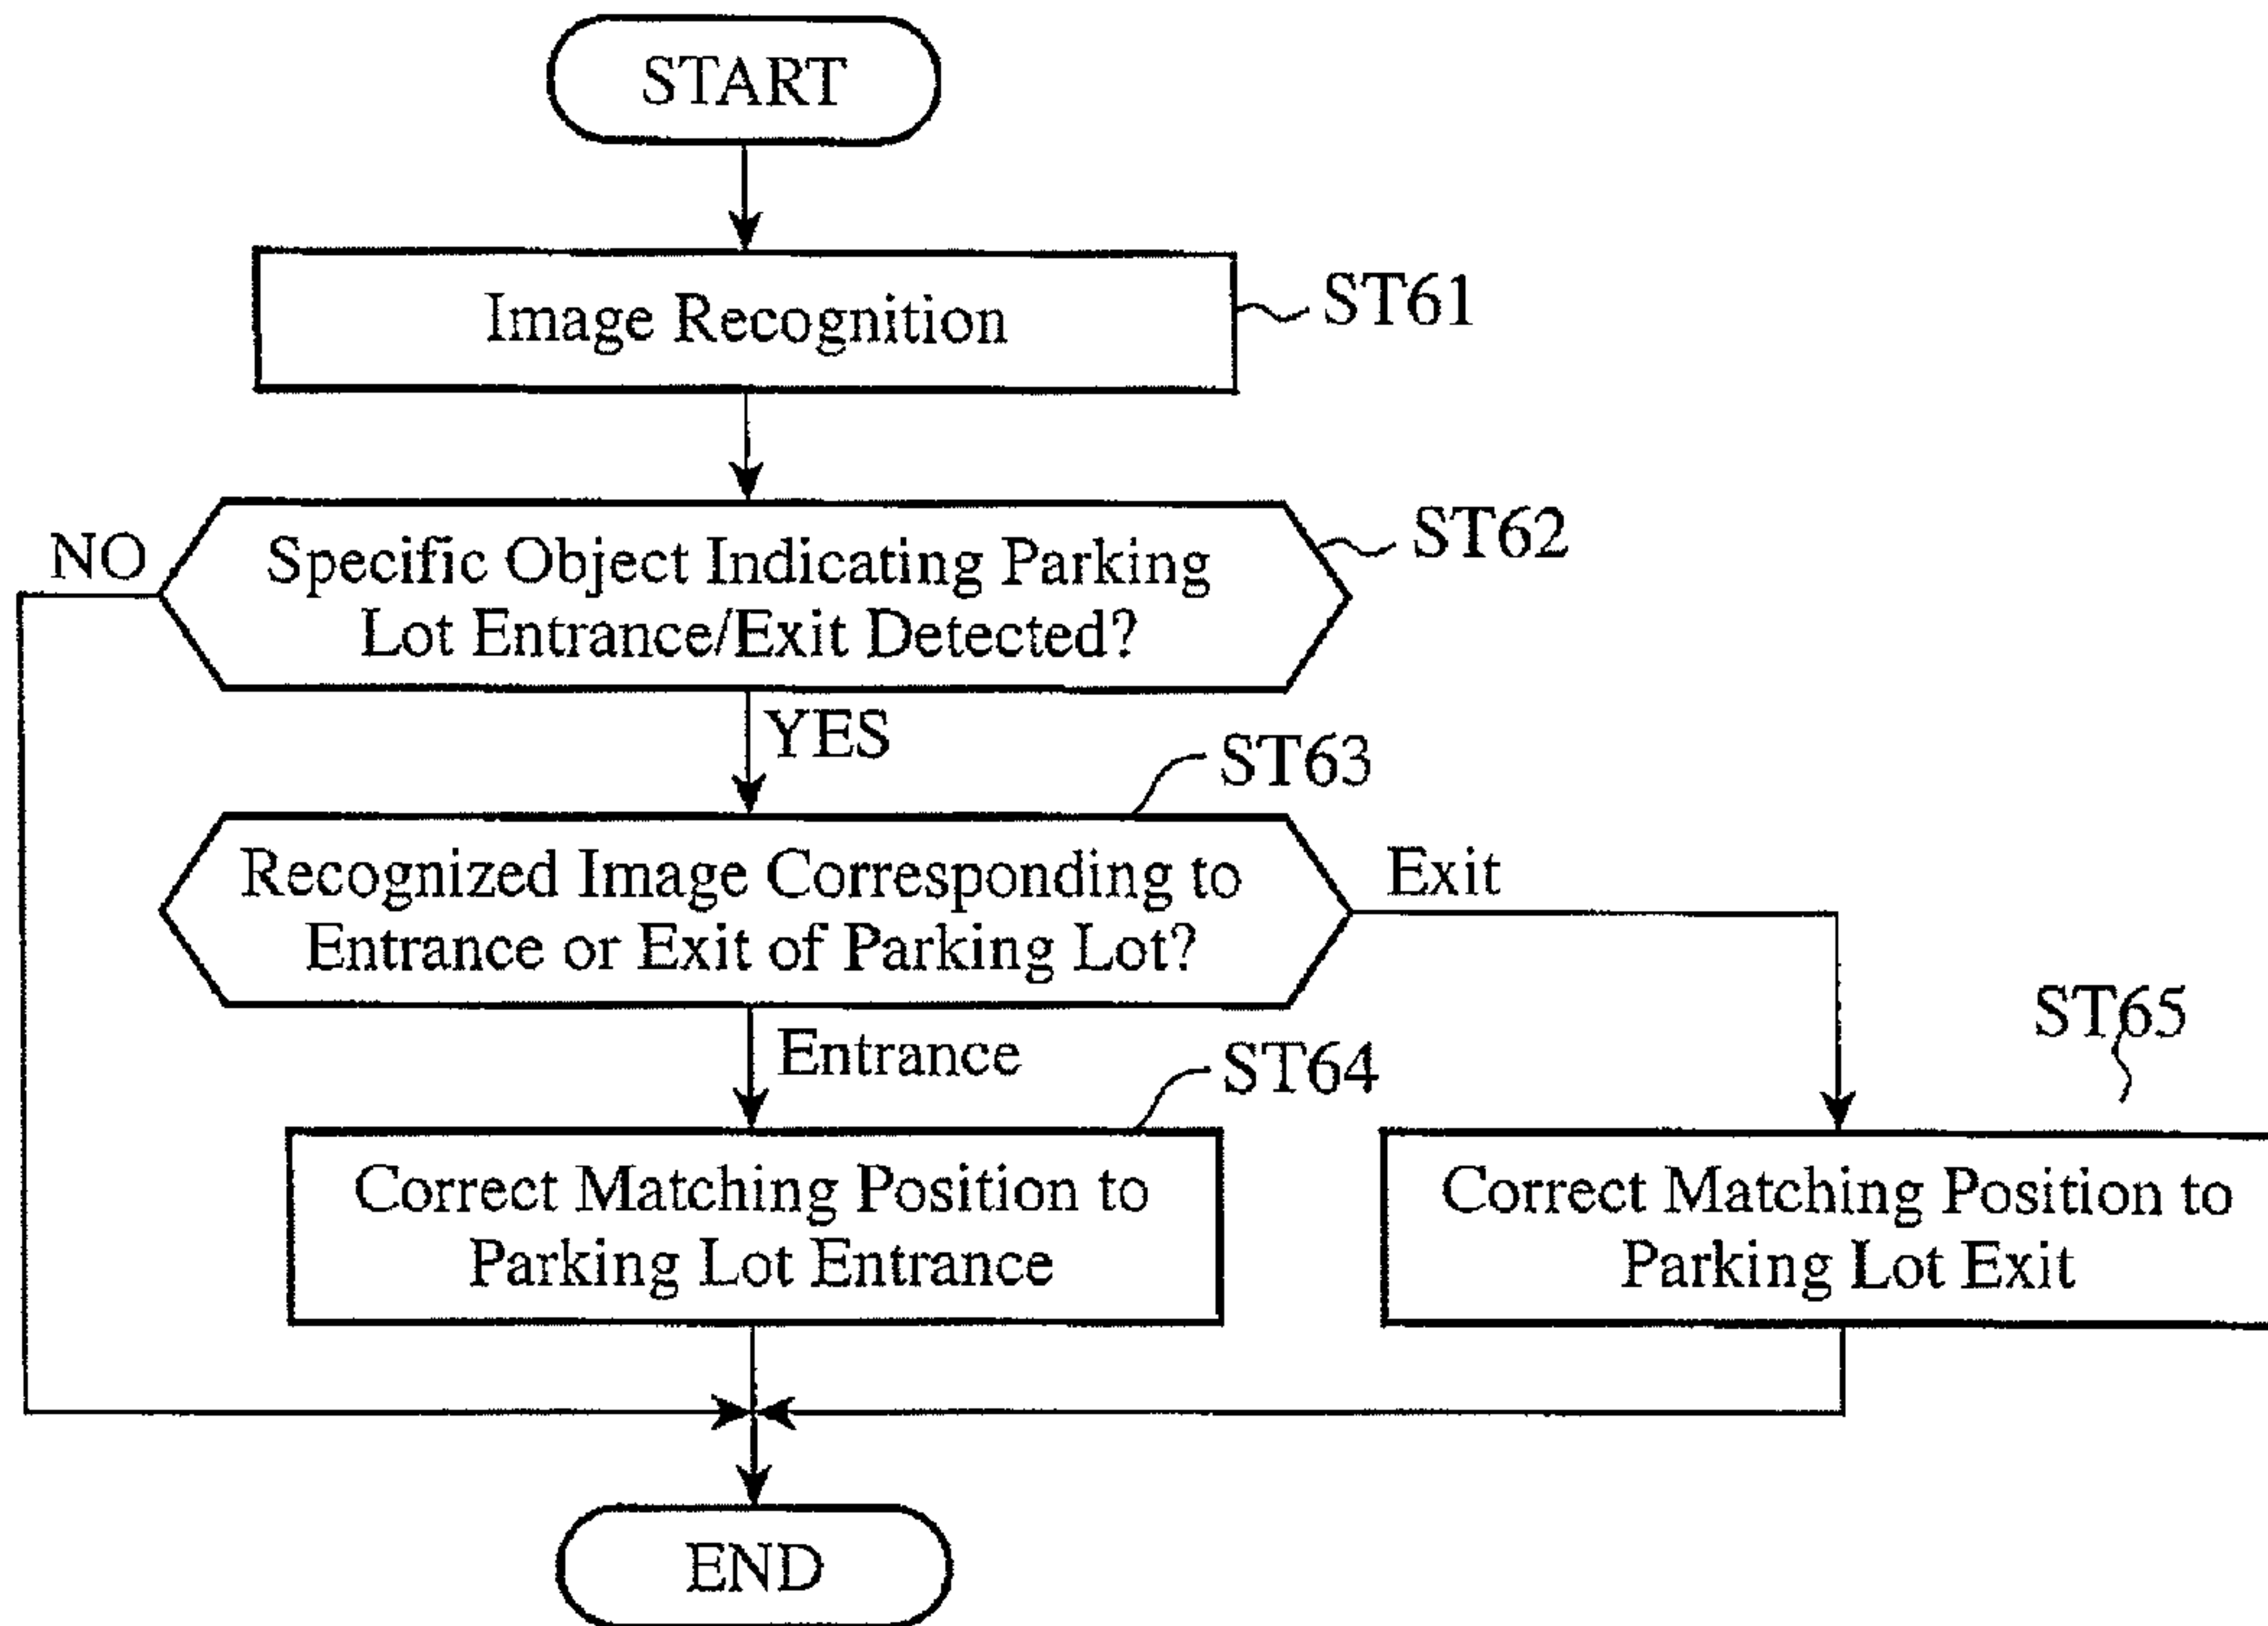 START
Image Recognition
ST61
NO
Specific Object Indicating Parking
Lot Entrance/Exit Detected?
ST62
YES
ST63
Recognized Image Corresponding to
Entrance or Exit of Parking Lot?
Exit
Entrance
ST64
ST65
Correct Matching Position to
Parking Lot Entrance
Correct Matching Position to
Parking Lot Exit
END